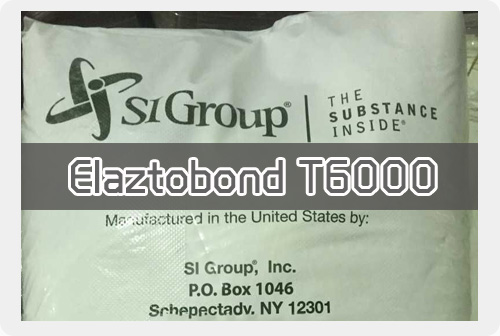 SI Group®
THE
SUBSTANCE
INSIDE®
Elaztobond T6000
Manufactured in the United States by:
SI Group®, Inc.
P.O. Box 1046
Schenectady, NY 12301